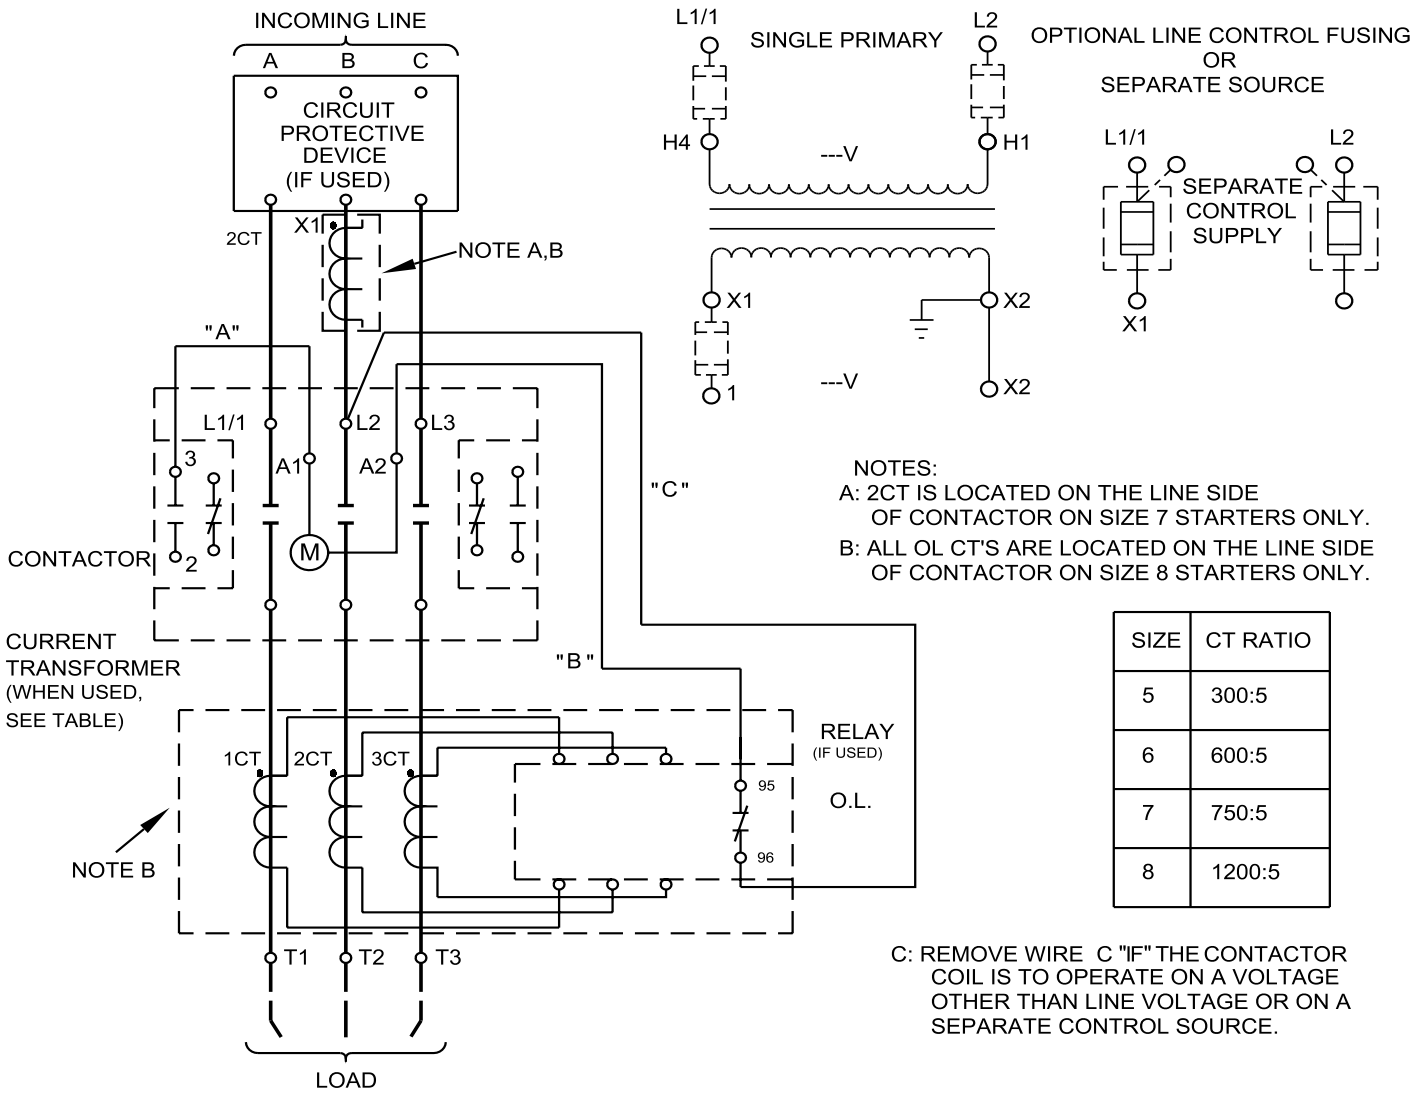 INCOMING LINE
A B C
CIRCUIT
PROTECTIVE
DEVICE
(IF USED)
2CT
X1
NOTE A,B
"A"
L1/1 L2 L3
3
A1 A2
M
2
CONTACTOR
"C"
CURRENT
TRANSFORMER
(WHEN USED,
SEE TABLE)
"B"
1CT 2CT 3CT
RELAY
(IF USED)
O.L.
95
96
NOTE B
T1 T2 T3
LOAD
L1/1 L2
SINGLE PRIMARY
H4 H1
---V
X1 X2
---V
1 X2
OPTIONAL LINE CONTROL FUSING
OR
SEPARATE SOURCE
L1/1 L2
SEPARATE
CONTROL
SUPPLY
X1
NOTES:
A: 2CT IS LOCATED ON THE LINE SIDE
OF CONTACTOR ON SIZE 7 STARTERS ONLY.
B: ALL OL CT'S ARE LOCATED ON THE LINE SIDE
OF CONTACTOR ON SIZE 8 STARTERS ONLY.
SIZE CT RATIO
5 300:5
6 600:5
7 750:5
8 1200:5
C: REMOVE WIRE C "IF" THE CONTACTOR
COIL IS TO OPERATE ON A VOLTAGE
OTHER THAN LINE VOLTAGE OR ON A
SEPARATE CONTROL SOURCE.